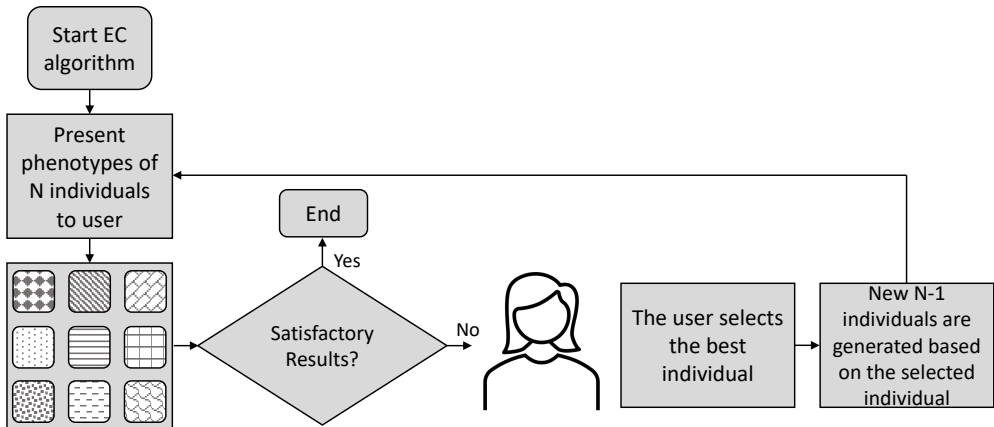 Start EC
algorithm
Present
phenotypes of
N individuals
to user
End
Yes
Satisfactory
Results?
No
The user selects
the best
individual
New N-1
individuals are
generated based
on the selected
individual